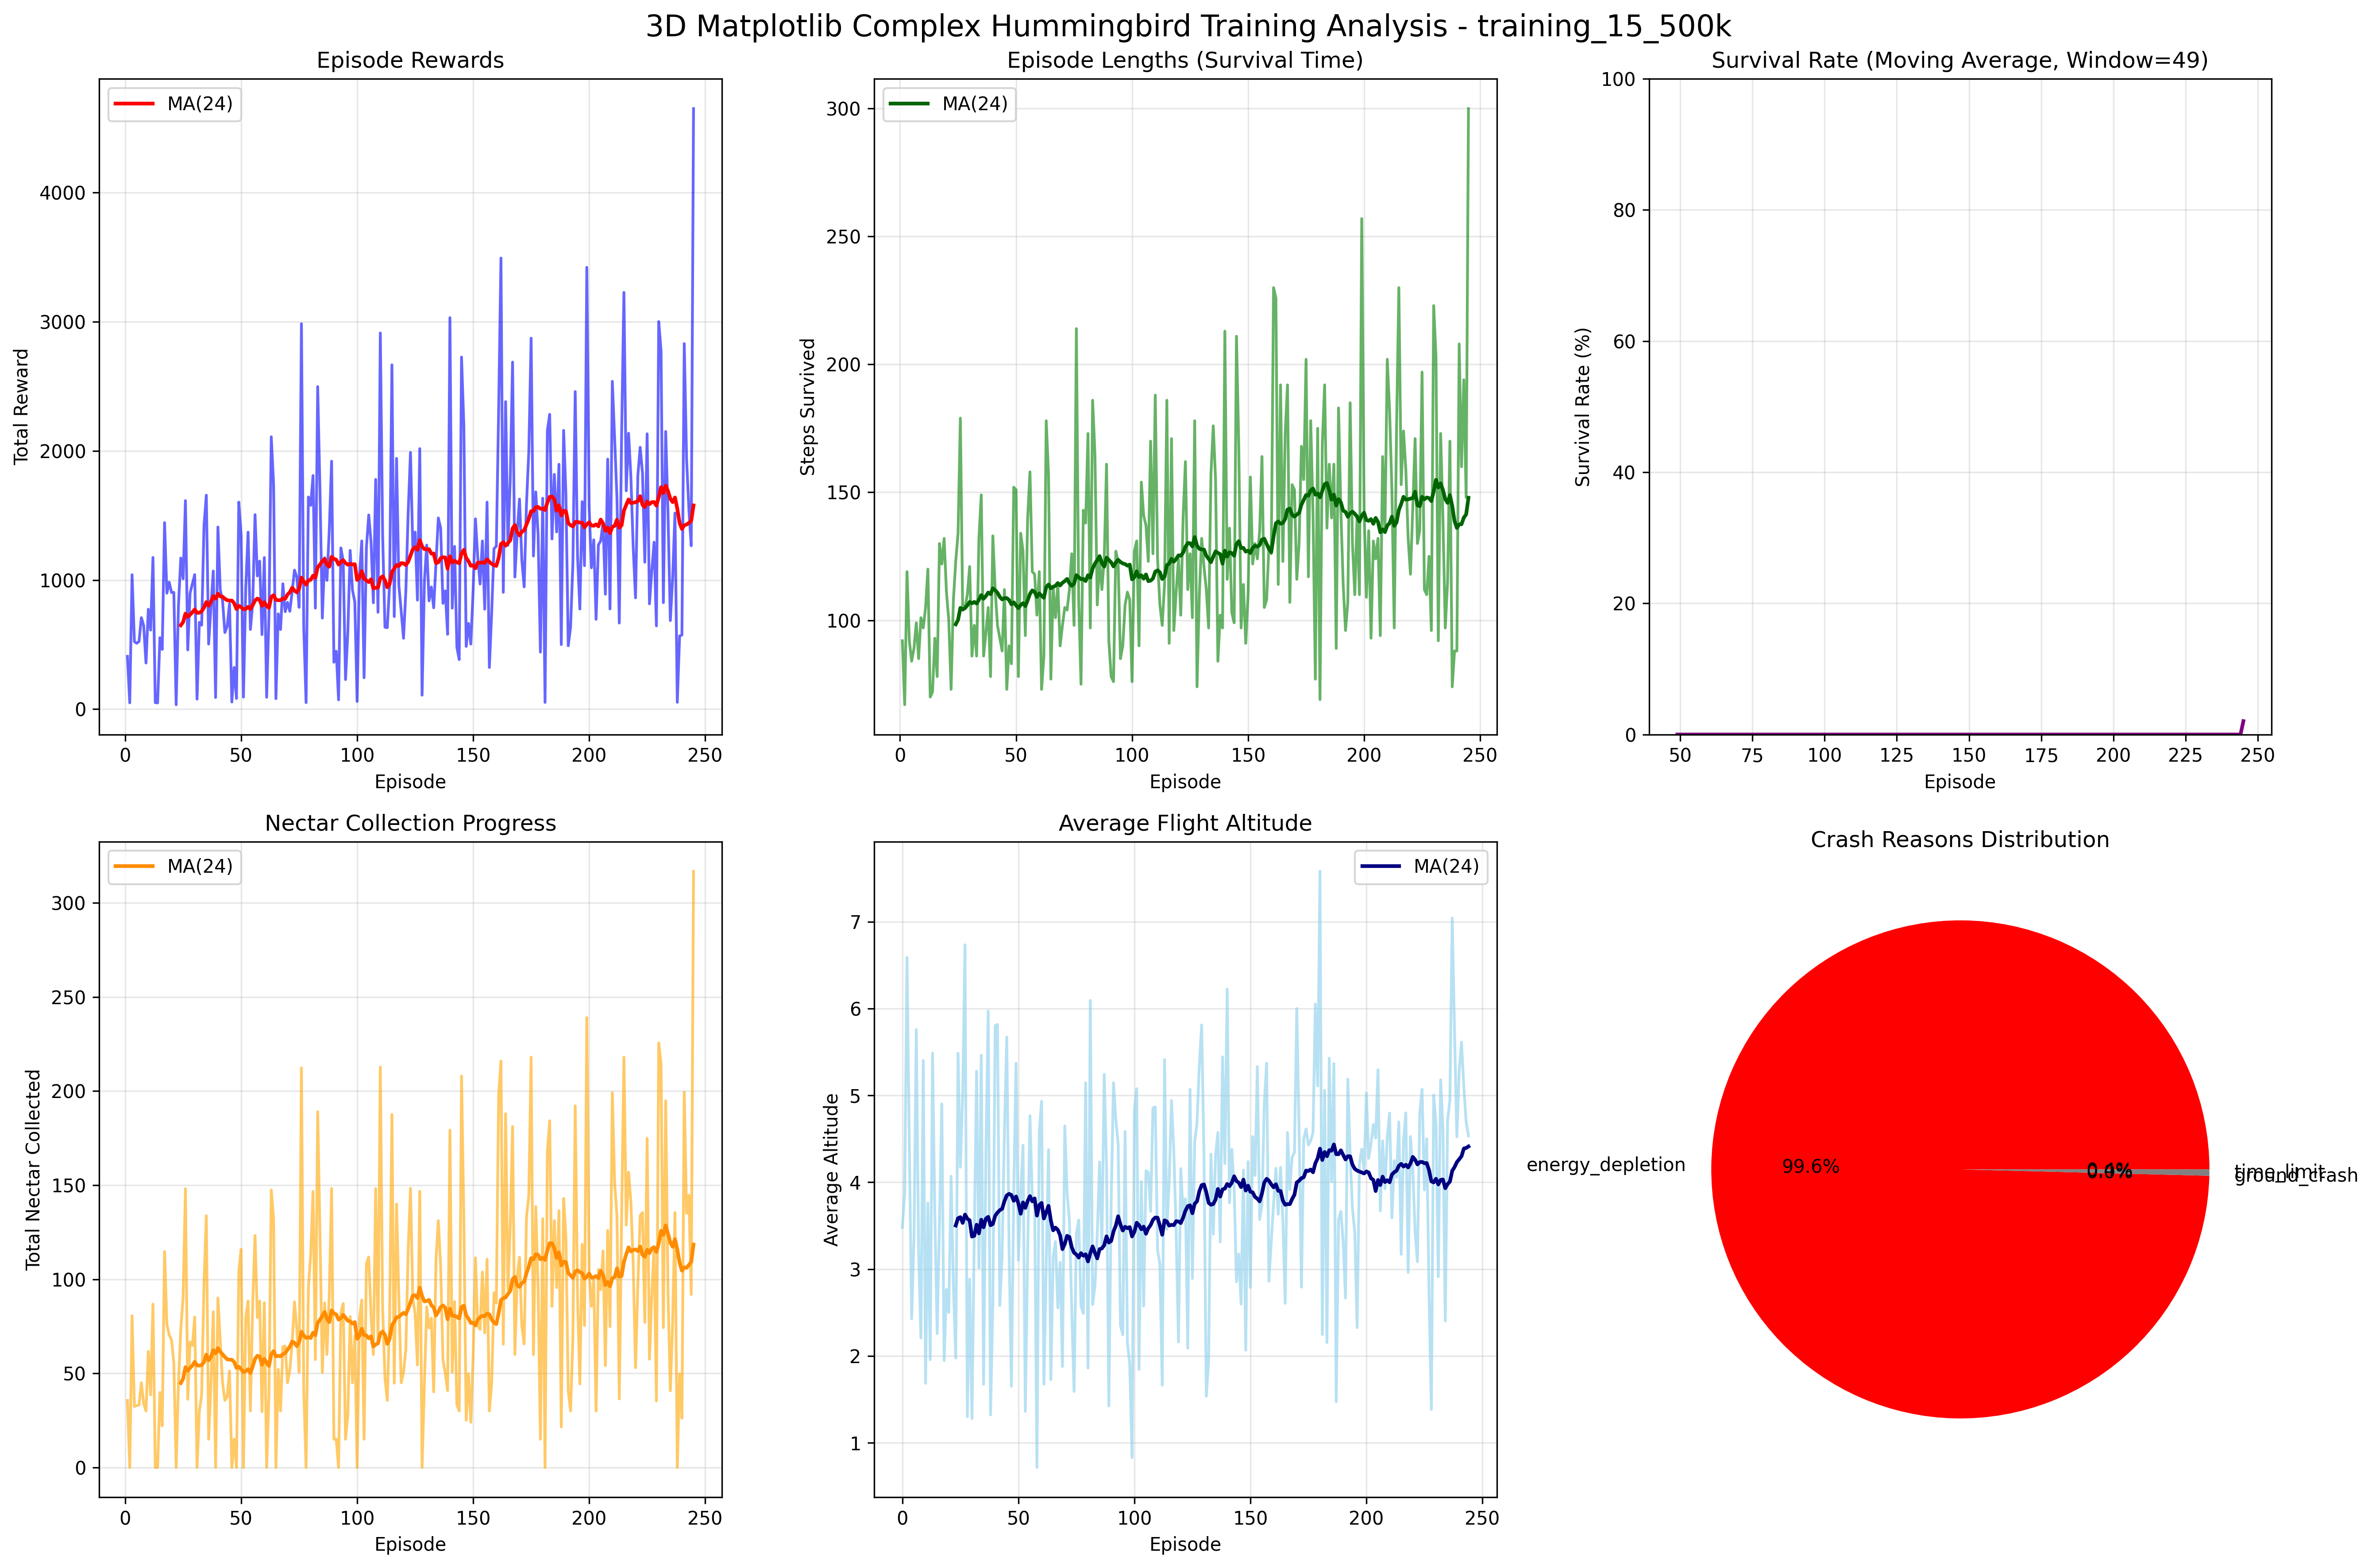 3D Matplotlib Complex Hummingbird Training Analysis - training_15_500k
Episode Rewards
MA(24)
Total Reward
4000
3000
2000
1000
0
0 50 100 150 200 250
Episode
Episode Lengths (Survival Time)
MA(24)
Steps Survived
300
250
200
150
100
0 50 100 150 200 250
Episode
Survival Rate (Moving Average, Window=49)
Survival Rate (%)
100
80
60
40
20
0
50 75 100 125 150 175 200 225 250
Episode
Nectar Collection Progress
MA(24)
Total Nectar Collected
300
250
200
150
100
50
0
0 50 100 150 200 250
Episode
Average Flight Altitude
MA(24)
Average Altitude
7
6
5
4
3
2
1
0 50 100 150 200 250
Episode
Crash Reasons Distribution
energy_depletion
99.6%
time_limit
ground_crash